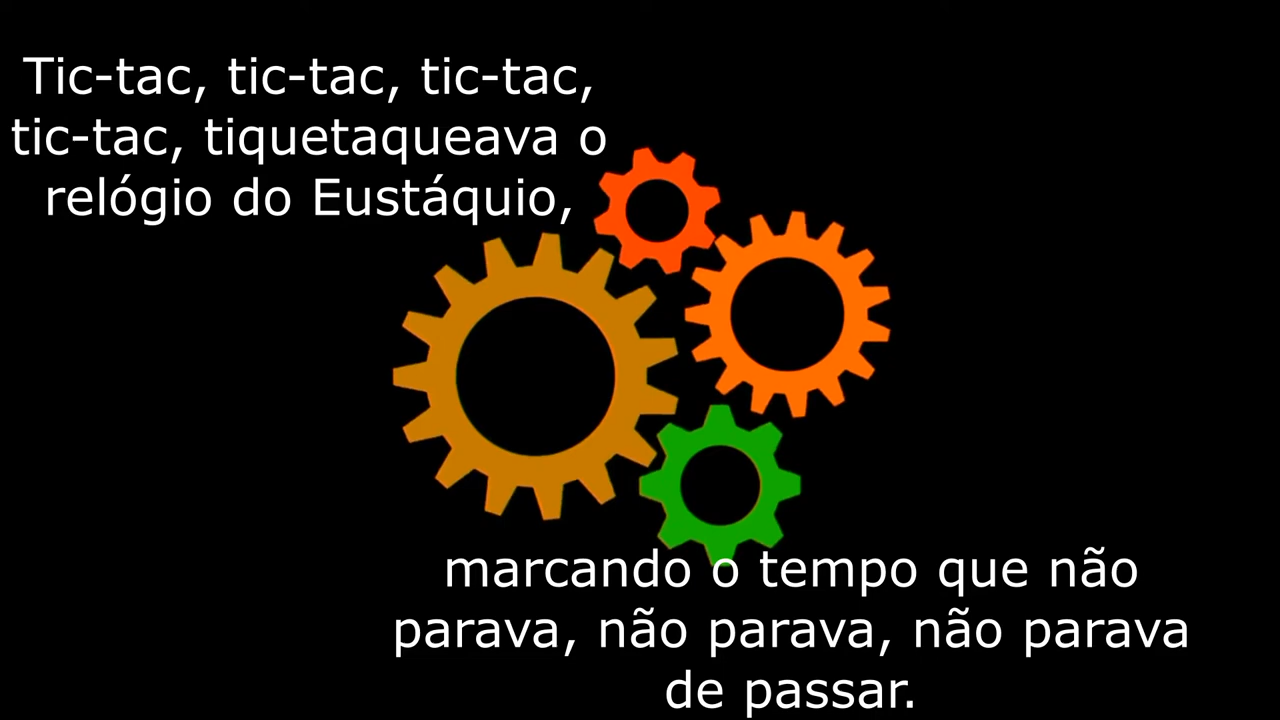 Tic-tac, tic-tac, tic-tac,
tic-tac, tiquetaqueava o
relógio do Eustáquio,
marcando o tempo que não
parava, não parava, não parava
de passar.